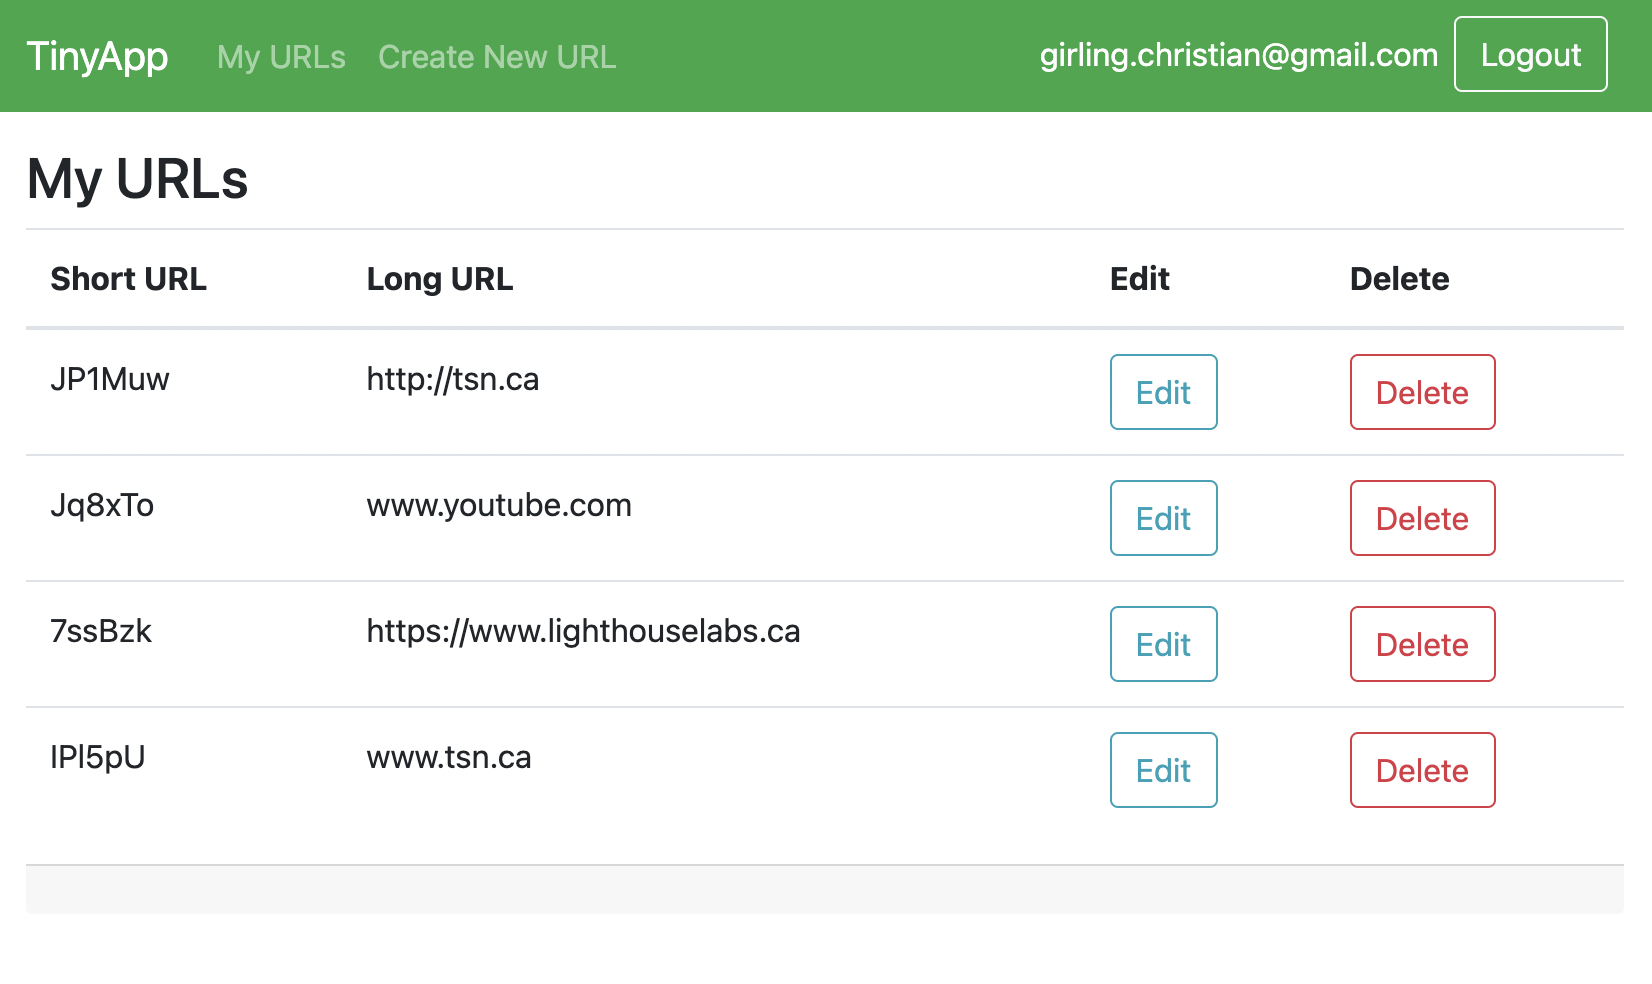 TinyApp My URLs Create New URL girling.christian@gmail.com Logout
My URLs
Short URL Long URL Edit Delete
JP1Muw http://tsn.ca Edit Delete
Jq8xTo www.youtube.com Edit Delete
7ssBzk https://www.lighthouselabs.ca Edit Delete
IPl5pU www.tsn.ca Edit Delete